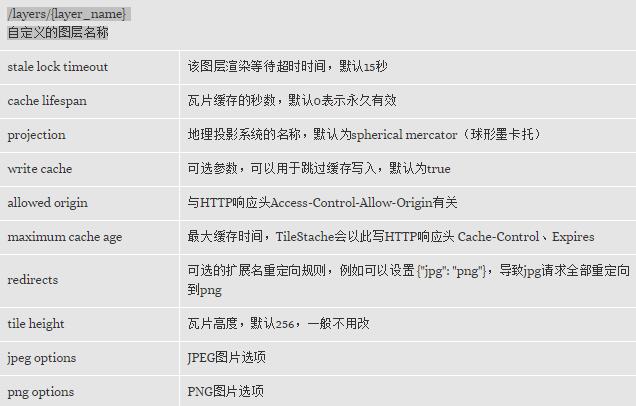 /layers/{layer_name}
自定义的图层名称
stale lock timeout 该图层渲染等待超时时间，默认15秒
cache lifespan 瓦片缓存的秒数，默认0表示永久有效
projection 地理投影系统的名称，默认为spherical mercator（球形墨卡托）
write cache 可选参数，可以用于跳过缓存写入，默认为true
allowed origin 与HTTP响应头Access-Control-Allow-Origin有关
maximum cache age 最大缓存时间，TileStache会以此写HTTP响应头 Cache-Control、Expires
redirects 可选的扩展名重定向规则，例如可以设置{"jpg": "png"}，导致jpg请求全部重定向
到png
tile height 瓦片高度，默认256，一般不用改
jpeg options JPEG图片选项
png options PNG图片选项